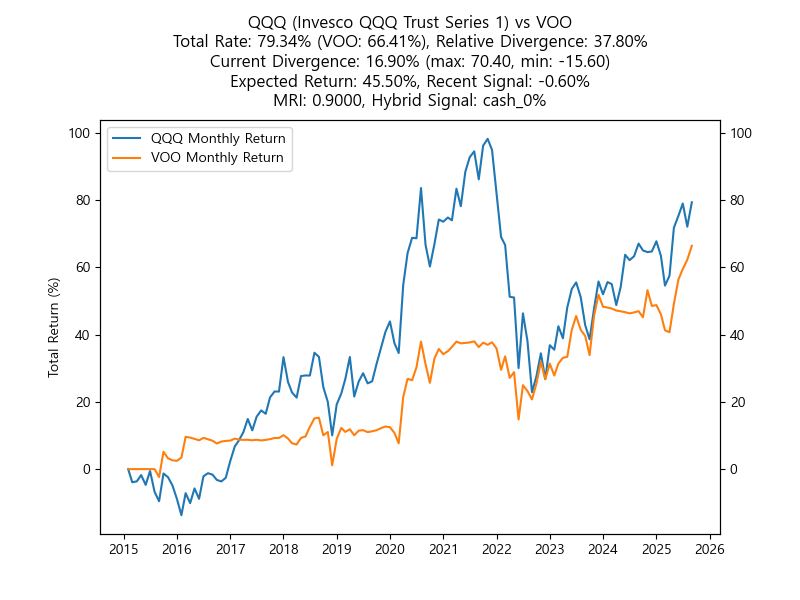 QQQ (Invesco QQQ Trust Series 1) vs VOO
Total Rate: 79.34% (VOO: 66.41%), Relative Divergence: 37.80%
Current Divergence: 16.90% (max: 70.40, min: -15.60)
Expected Return: 45.50%, Recent Signal: -0.60%
MRI: 0.9000, Hybrid Signal: cash_0%
QQQ Monthly Return
VOO Monthly Return
Total Return (%)
100
80
60
40
20
0
100
80
60
40
20
0
2015 2016 2017 2018 2019 2020 2021 2022 2023 2024 2025 2026